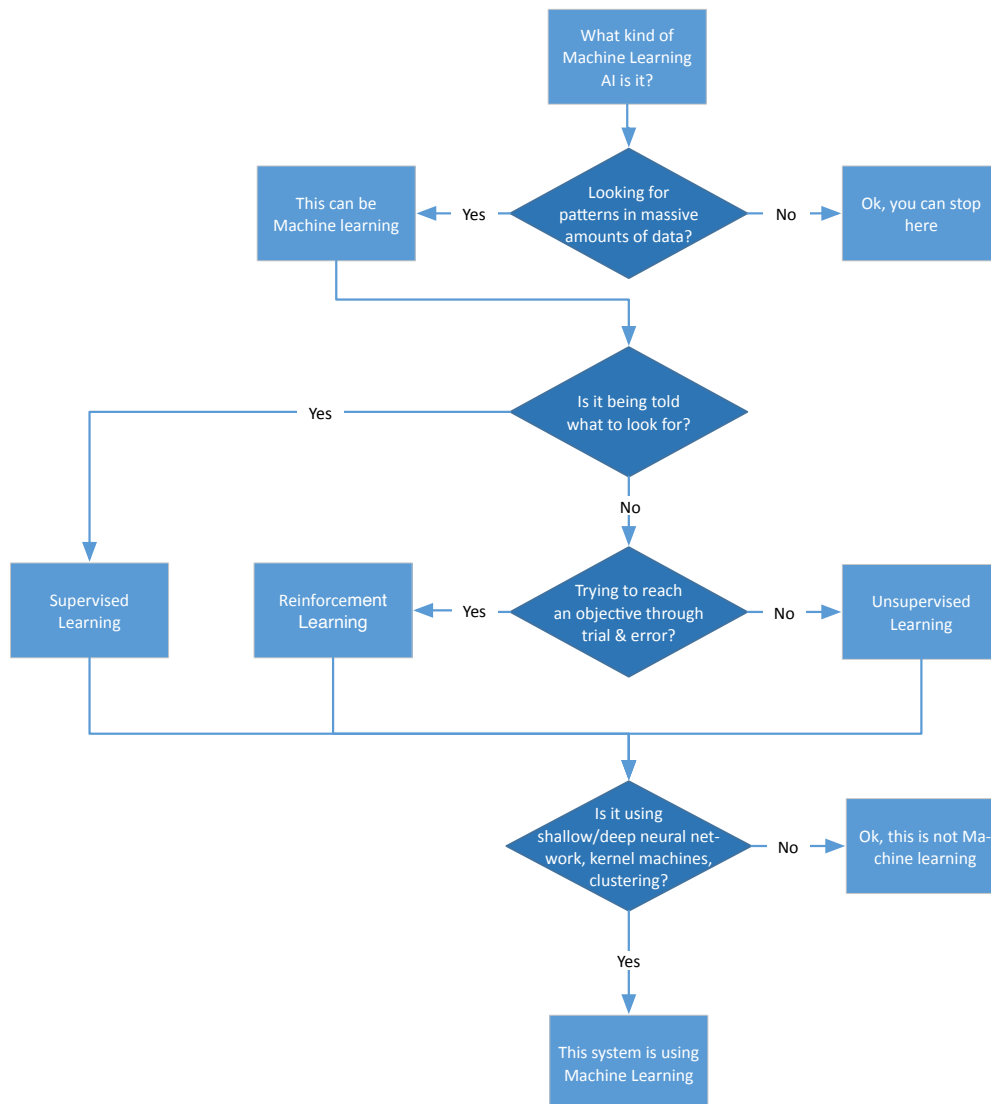 What kind of
Machine Learning
AI is it?
This can be
Machine learning
Yes
Looking for
patterns in massive
amounts of data?
No
Ok, you can stop
here
Is it being told
what to look for?
Yes
No
Supervised
Learning
Reinforcement
Learning
Yes
Trying to reach
an objective through
trial & error?
No
Unsupervised
Learning
Is it using
shallow/deep neural net-
work, kernel machines,
clustering?
No
Ok, this is not Ma-
chine learning
Yes
This system is using
Machine Learning